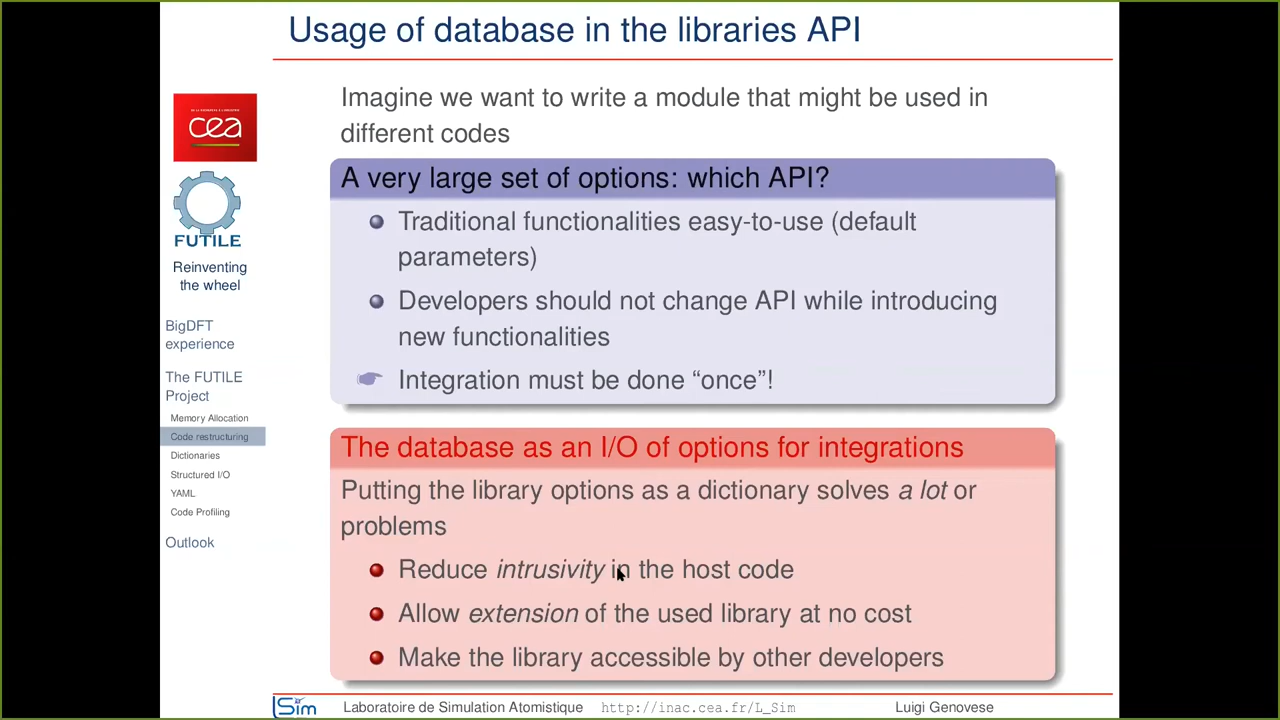 Usage of database in the libraries API
cea
FUTILE
Reinventing
the wheel
BigDFT
experience
The FUTILE
Project
Memory Allocation
Code restructuring
Dictionaries
Structured I/O
YAML
Code Profiling
Outlook
Imagine we want to write a module that might be used in
different codes
A very large set of options: which API?
Traditional functionalities easy-to-use (default
parameters)
Developers should not change API while introducing
new functionalities
Integration must be done “once”!
The database as an I/O of options for integrations
Putting the library options as a dictionary solves a lot or
problems
Reduce intrusivity in the host code
Allow extension of the used library at no cost
Make the library accessible by other developers
Sim
Laboratoire de Simulation Atomistique http://inac.cea.fr/L_Sim Luigi Genovese